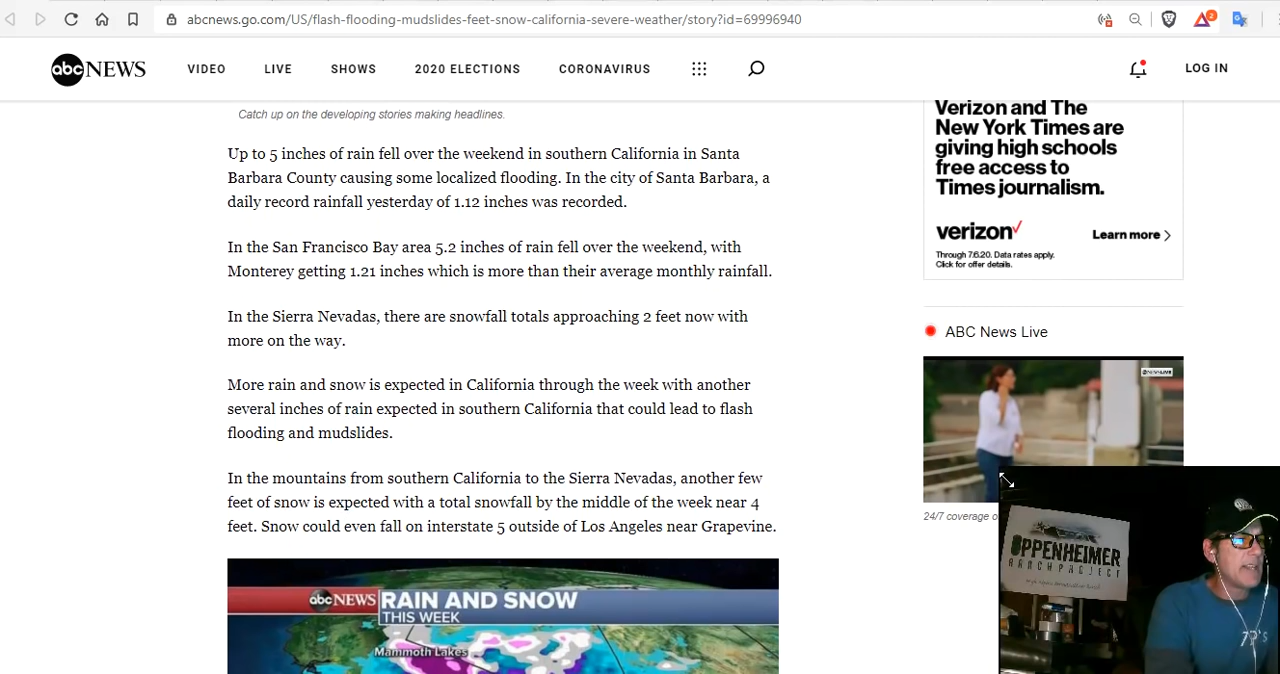 abcnews.go.com/US/flash-flooding-mudslides-feet-snow-california-severe-weather/story?id=69996940
2
abc NEWS
VIDEO
LIVE
SHOWS
2020 ELECTIONS
CORONAVIRUS
LOG IN
Catch up on the developing stories making headlines.
Up to 5 inches of rain fell over the weekend in southern California in Santa
Barbara County causing some localized flooding. In the city of Santa Barbara, a
daily record rainfall yesterday of 1.12 inches was recorded.
In the San Francisco Bay area 5.2 inches of rain fell over the weekend, with
Monterey getting 1.21 inches which is more than their average monthly rainfall.
In the Sierra Nevadas, there are snowfall totals approaching 2 feet now with
more on the way.
More rain and snow is expected in California through the week with another
several inches of rain expected in southern California that could lead to flash
flooding and mudslides.
In the mountains from southern California to the Sierra Nevadas, another few
feet of snow is expected with a total snowfall by the middle of the week near 4
feet. Snow could even fall on interstate 5 outside of Los Angeles near Grapevine.
abc NEWS
RAIN AND SNOW
THIS WEEK
Mammoth Lakes
Verizon and The
New York Times are
giving high schools
free access to
Times journalism.
verizon✓
Learn more >
Through 7.6.20. Data rates apply.
Click for offer details.
ABC News Live
24/7 coverage o
OPPENHEIMER
RANCH PROJECT